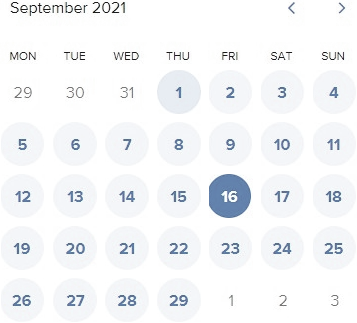 September 2021
MON TUE WED THU FRI SAT SUN
29 30 31 1 2 3 4
5 6 7 8 9 10 11
12 13 14 15 16 17 18
19 20 21 22 23 24 25
26 27 28 29 1 2 3